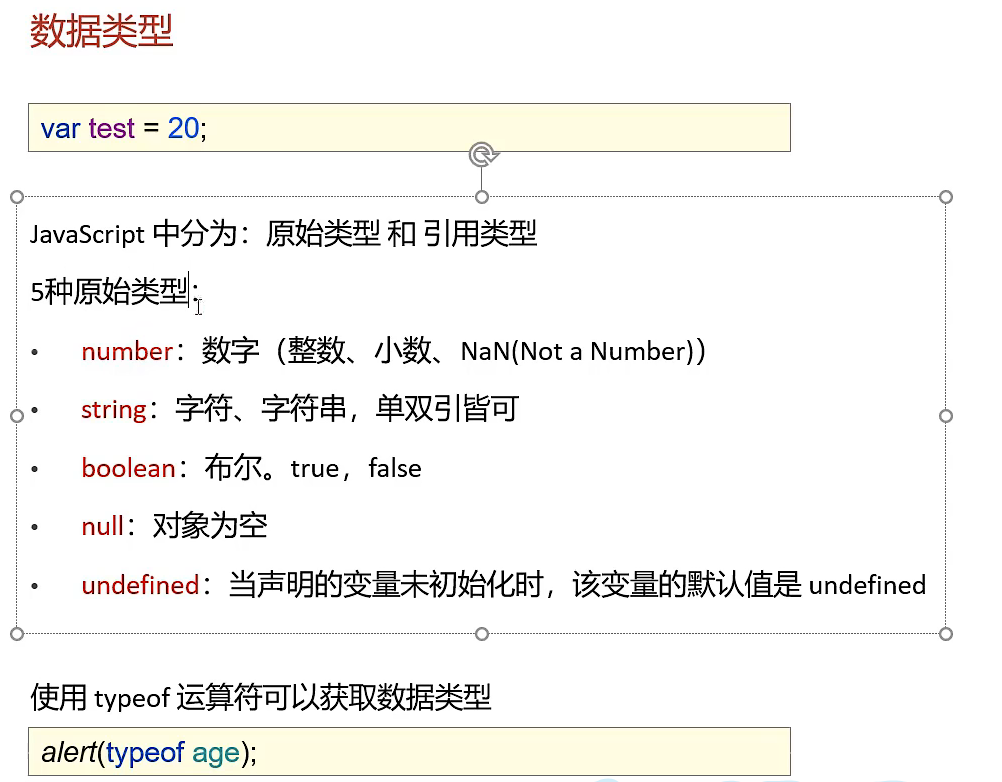 数据类型
var test = 20;
JavaScript 中分为：原始类型 和 引用类型
5种原始类型：
• number：数字（整数、小数、NaN(Not a Number)）
• string：字符、字符串，单双引皆可
• boolean：布尔。true，false
• null：对象为空
• undefined：当声明的变量未初始化时，该变量的默认值是 undefined
使用 typeof 运算符可以获取数据类型
alert(typeof age);